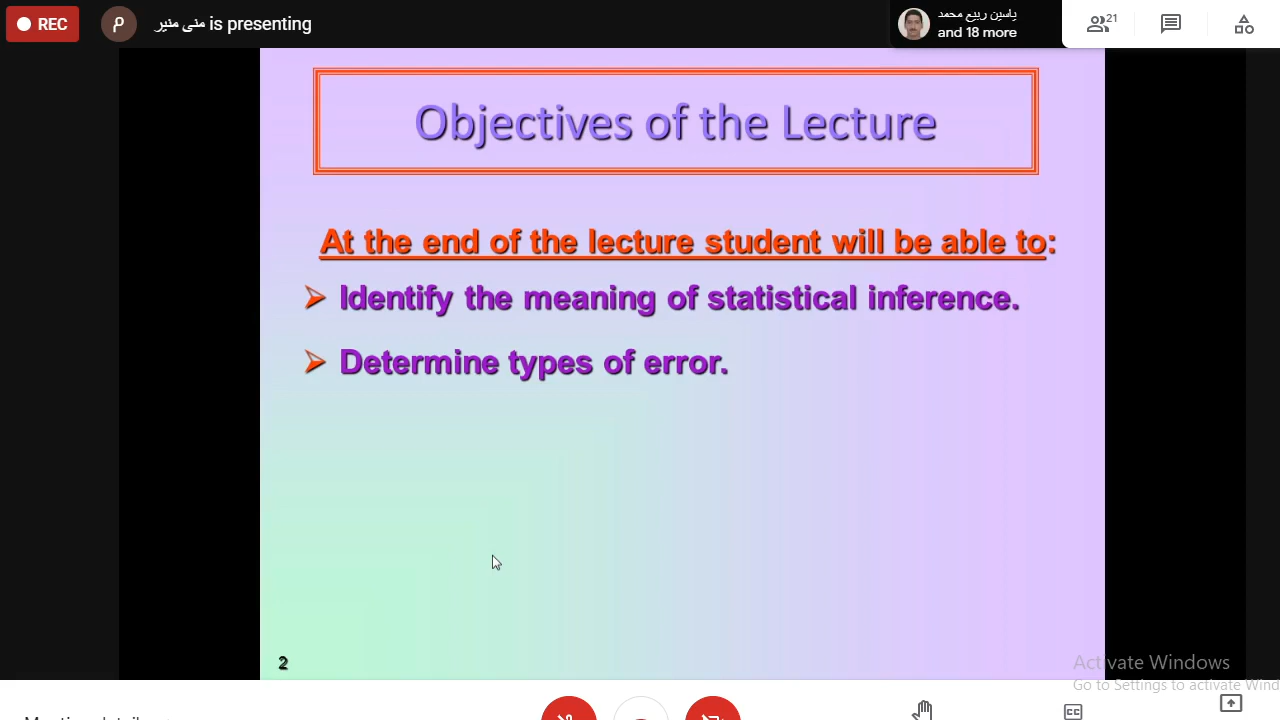 REC
م
منى منير is presenting
ياسين ربيع محمد
and 18 more
21
Objectives of the Lecture
At the end of the lecture student will be able to:
Identify the meaning of statistical inference.
Determine types of error.
2
Activate Windows
Go to Settings to activate Wind
CC